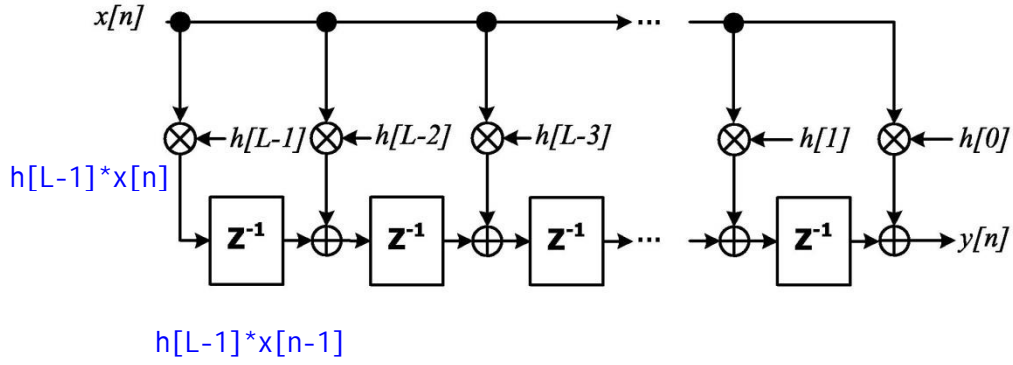 x[n] ...
h[L-1] h[L-2] h[L-3] h[1] h[0]
h[L-1]*x[n]
z⁻¹ z⁻¹ z⁻¹ ... z⁻¹ y[n]
h[L-1]*x[n-1]